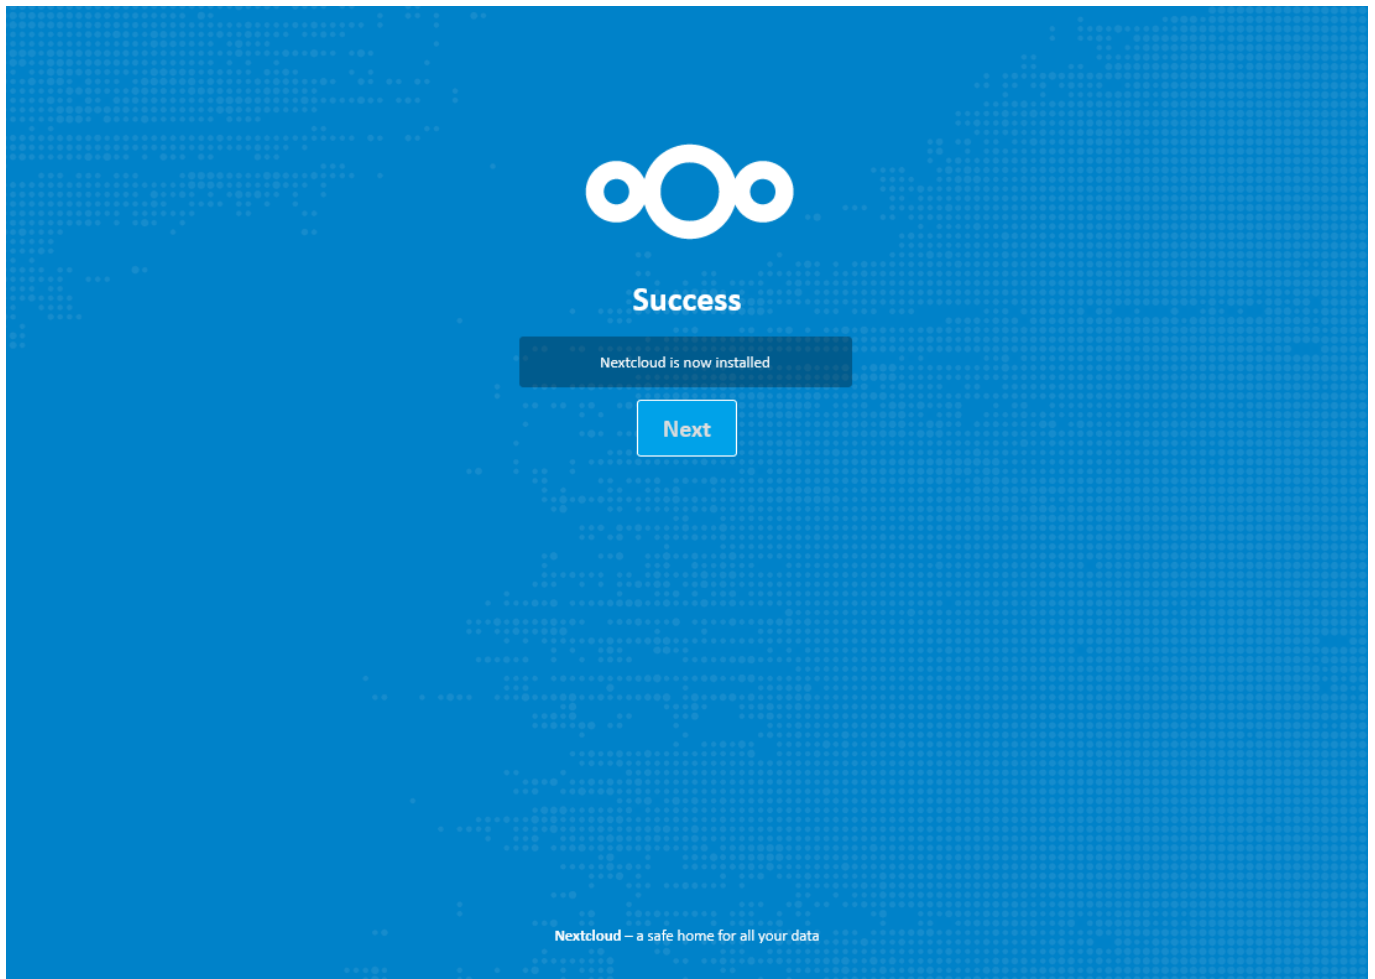 Success
Nextcloud is now installed
Next
Nextcloud – a safe home for all your data